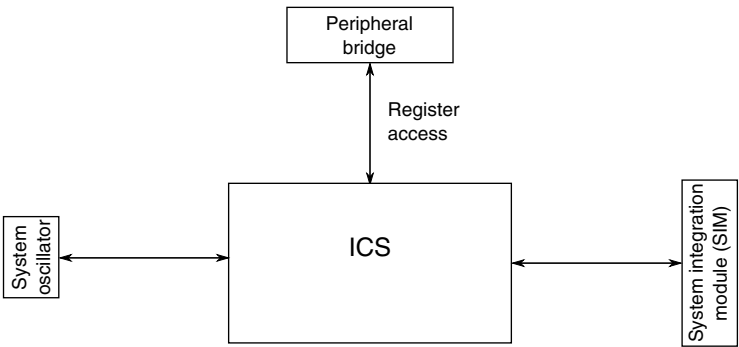 Peripheral
bridge
Register
access
ICS
System
oscillator
System integration
module (SIM)